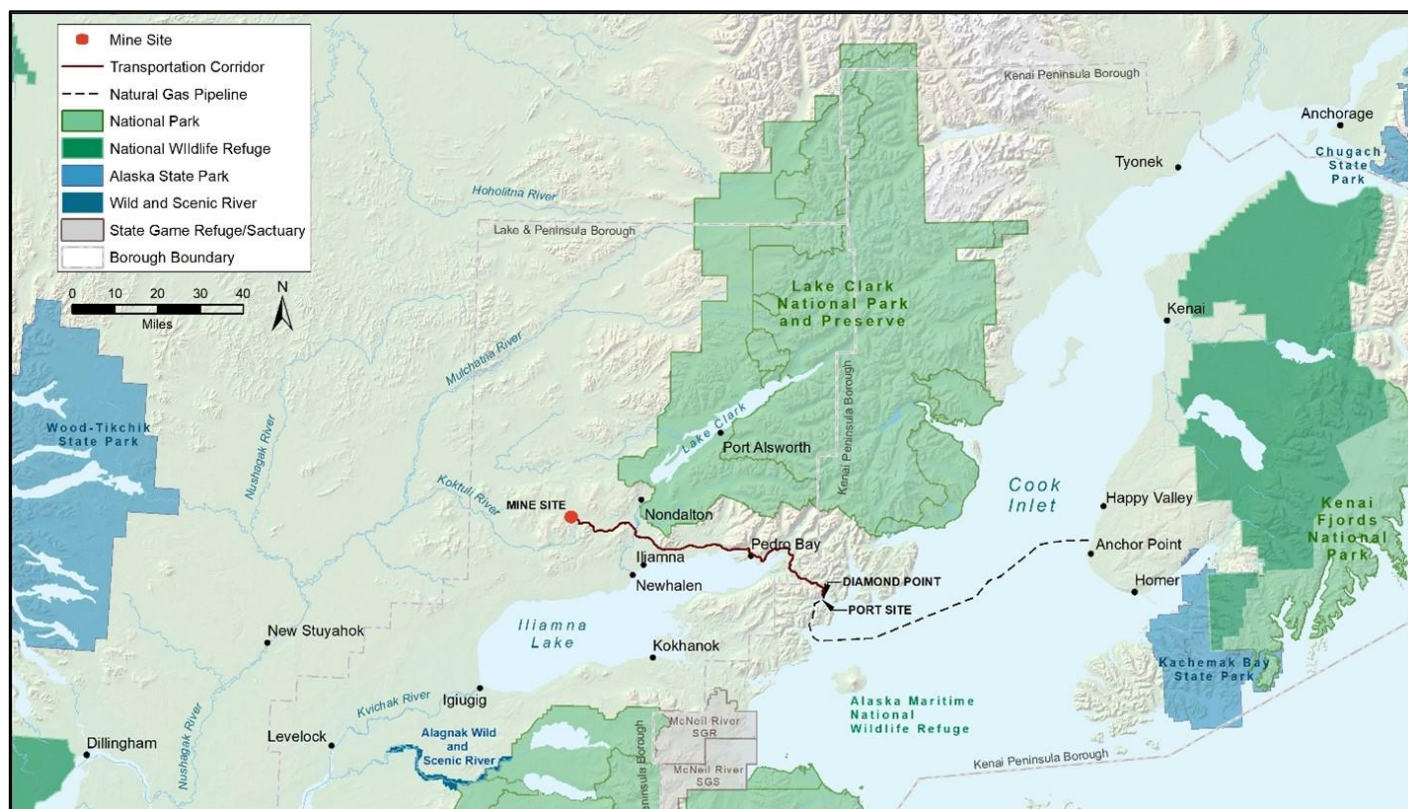 Mine Site
Transportation Corridor
Natural Gas Pipeline
National Park
National WIldlife Refuge
Alaska State Park
Wild and Scenic River
State Game Refuge/Sactuary
Borough Boundary
0 10 20 30 40
Miles
N
Kenai Peninsula Borough
Anchorage
Chugach
State
Park
Tyonek
Hoholitna River
Lake & Peninsula Borough
Lake Clark
National Park
and Preserve
Kenai
Mulchatna River
Kenai Peninsula Borough
Wood-Tikchik
State Park
Nushagak River
Lake Clark
Port Alsworth
Koktuli River
MINE SITE
Nondalton
Cook
Inlet
Happy Valley
Kenai
Fjords
National
Park
Pedro Bay
Iliamna
Newhalen
Anchor Point
DIAMOND POINT
Homer
PORT SITE
Iliamna
Lake
New Stuyahok
Kokhanok
Kachemak Bay
State Park
Igiugig
Kvichak River
Alaska Maritime
National
Wildlife Refuge
Nushagak River
Levelock
Dillingham
Alagnak Wild
and
Scenic River
Kenai Peninsula Borough
McNeil River
SGR
McNeil River
SGS
Kenai Peninsula Borough